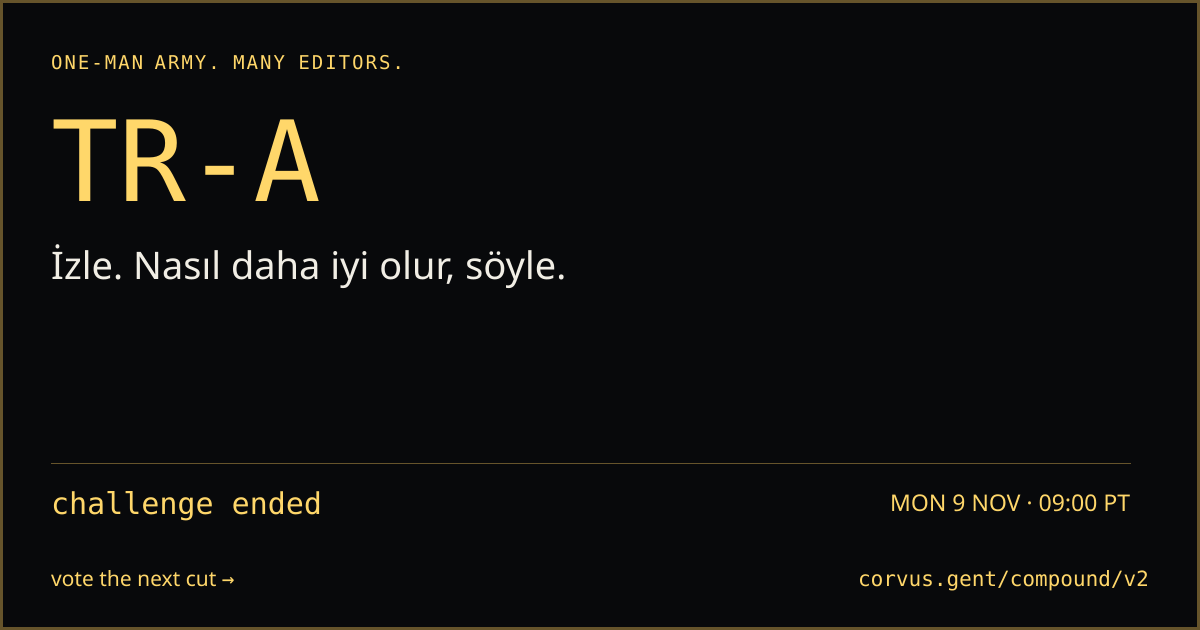 ONE-MAN ARMY. MANY EDITORS.
TR-A
İzle. Nasıl daha iyi olur, söyle.
challenge ended
MON 9 NOV · 09:00 PT
vote the next cut →
corvus.gent/compound/v2